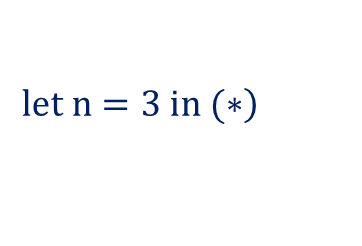 let n = 3 in (∗)